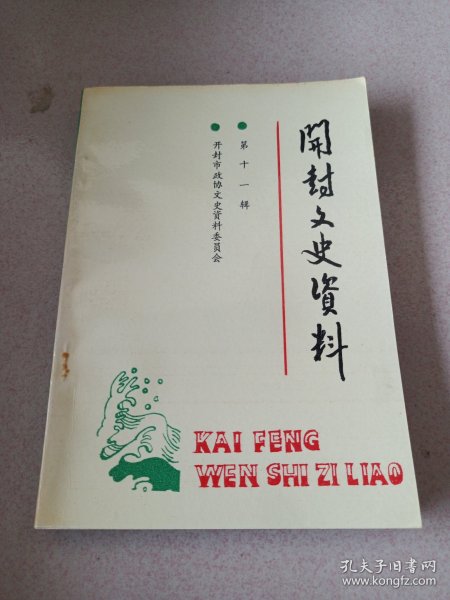 開封文史資料
第十一辑
开封市政协文史资料委員会
KAI FENG
WEN SHI ZI LIAO
孔夫子旧书网
www.kongfz.com